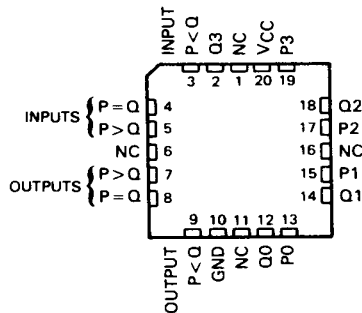 INPUT P<Q Q3 NC VCC P3
3 2 1 20 19
INPUTS { P=Q 4
P>Q 5
NC 6
OUTPUTS { P>Q 7
P=Q 8
18 Q2
17 P2
16 NC
15 P1
14 Q1
9 10 11 12 13
OUTPUT P<Q GND NC Q0 P0